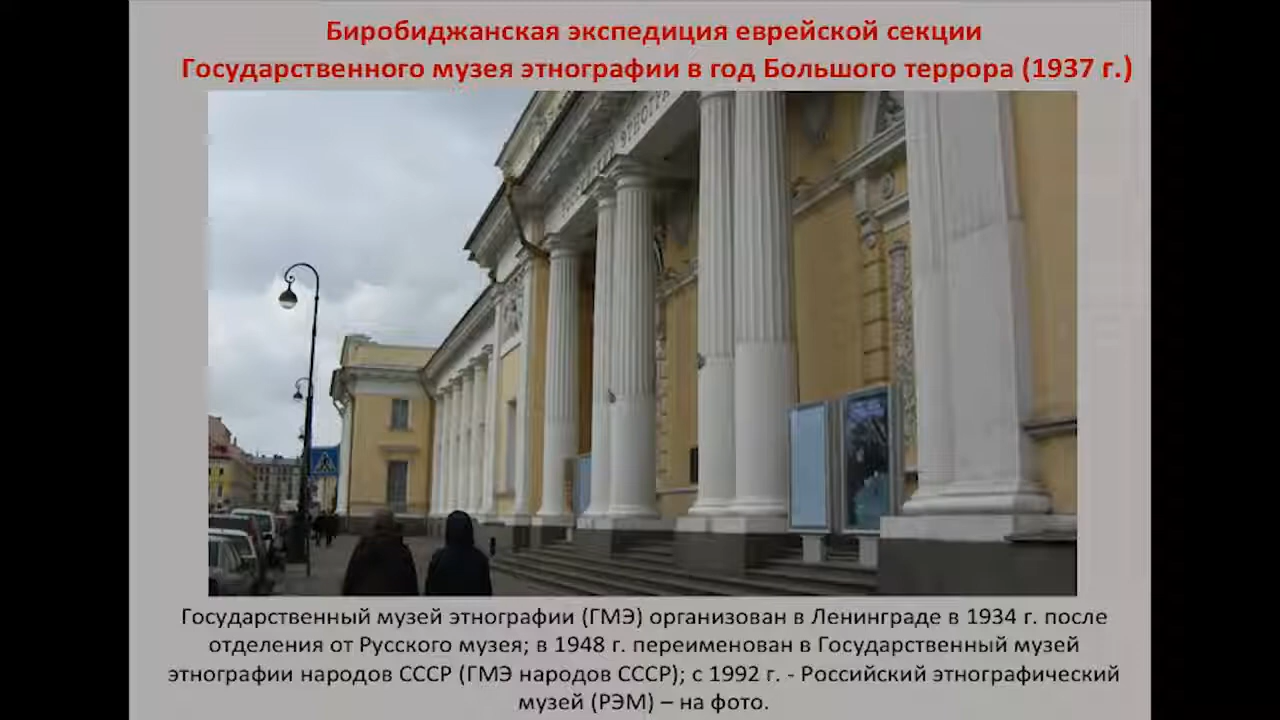 Биробиджанская экспедиция еврейской секции
Государственного музея этнографии в год Большого террора (1937 г.)
Государственный музей этнографии (ГМЭ) организован в Ленинграде в 1934 г. после
отделения от Русского музея; в 1948 г. переименован в Государственный музей
этнографии народов СССР (ГМЭ народов СССР); с 1992 г. - Российский этнографический
музей (РЭМ) – на фото.